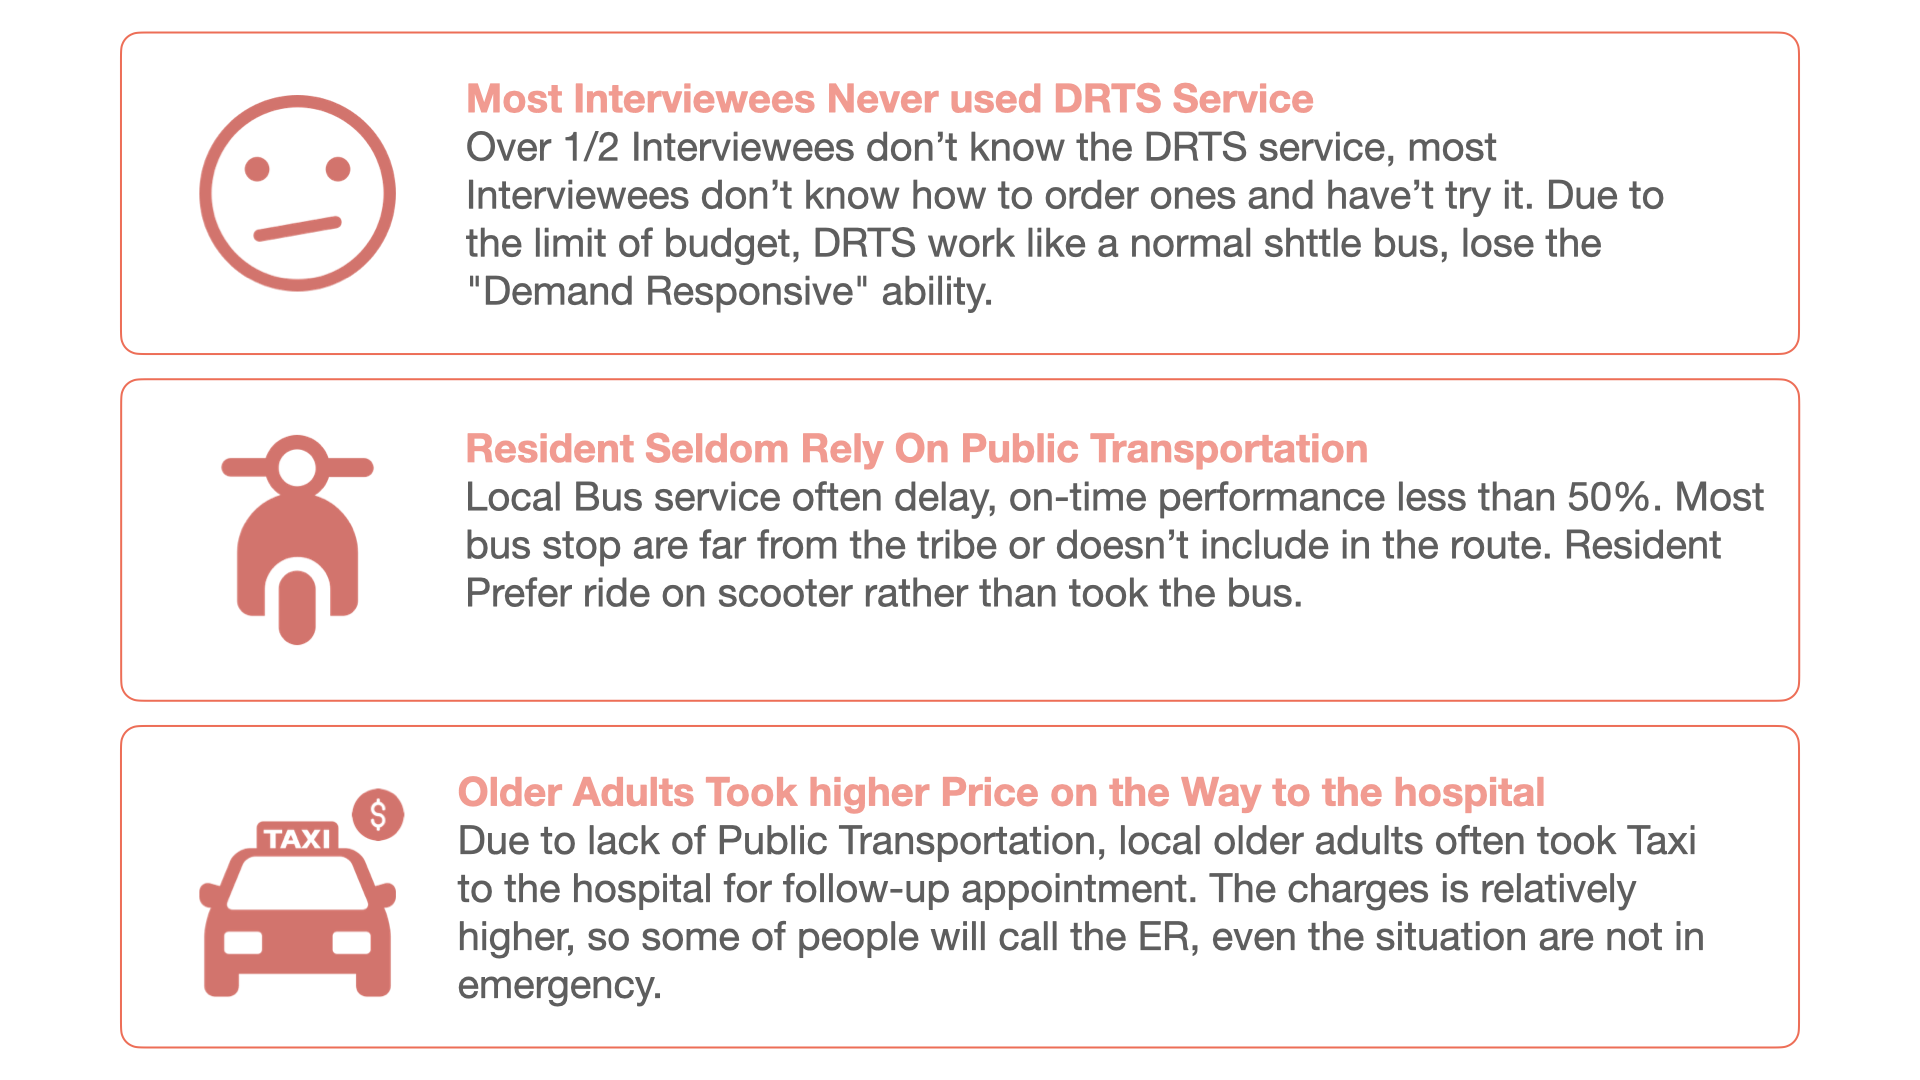 Most Interviewees Never used DRTS Service
Over 1/2 Interviewees don’t know the DRTS service, most
Interviewees don’t know how to order ones and have’t try it. Due to
the limit of budget, DRTS work like a normal shttle bus, lose the
"Demand Responsive" ability.
Resident Seldom Rely On Public Transportation
Local Bus service often delay, on-time performance less than 50%. Most
bus stop are far from the tribe or doesn’t include in the route. Resident
Prefer ride on scooter rather than took the bus.
$
TAXI
Older Adults Took higher Price on the Way to the hospital
Due to lack of Public Transportation, local older adults often took Taxi
to the hospital for follow-up appointment. The charges is relatively
higher, so some of people will call the ER, even the situation are not in
emergency.